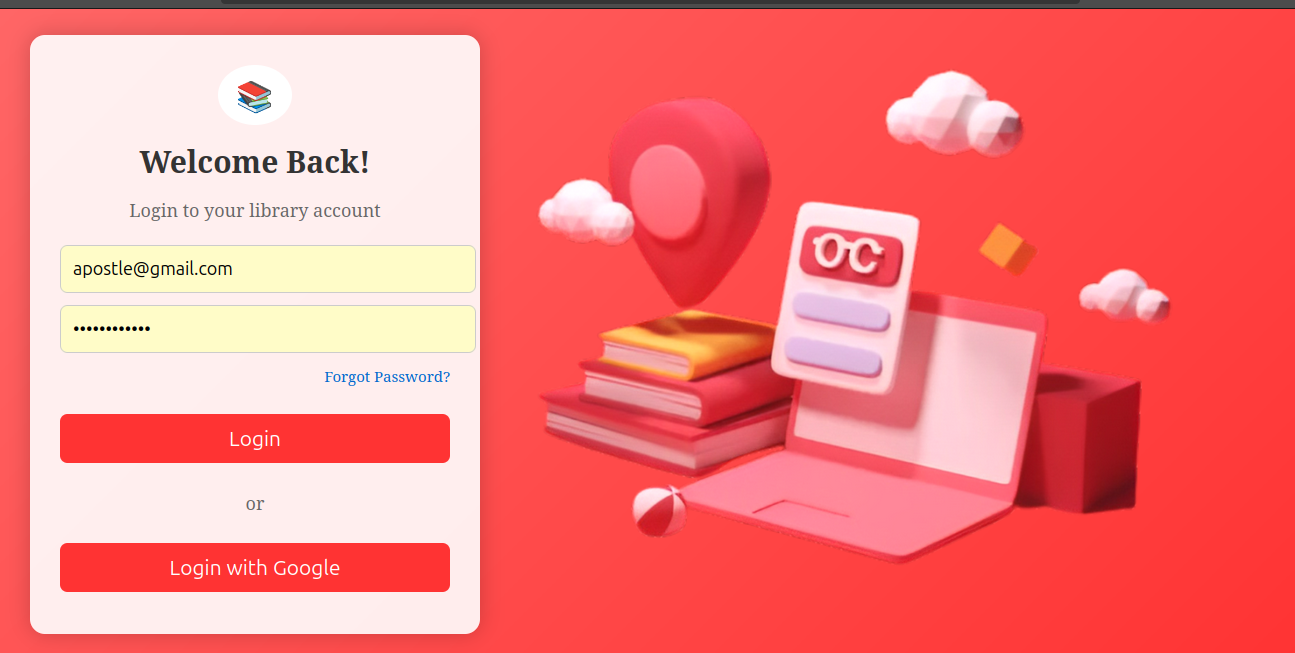 Welcome Back!
Login to your library account
apostle@gmail.com
••••••••••••
Forgot Password?
Login
or
Login with Google